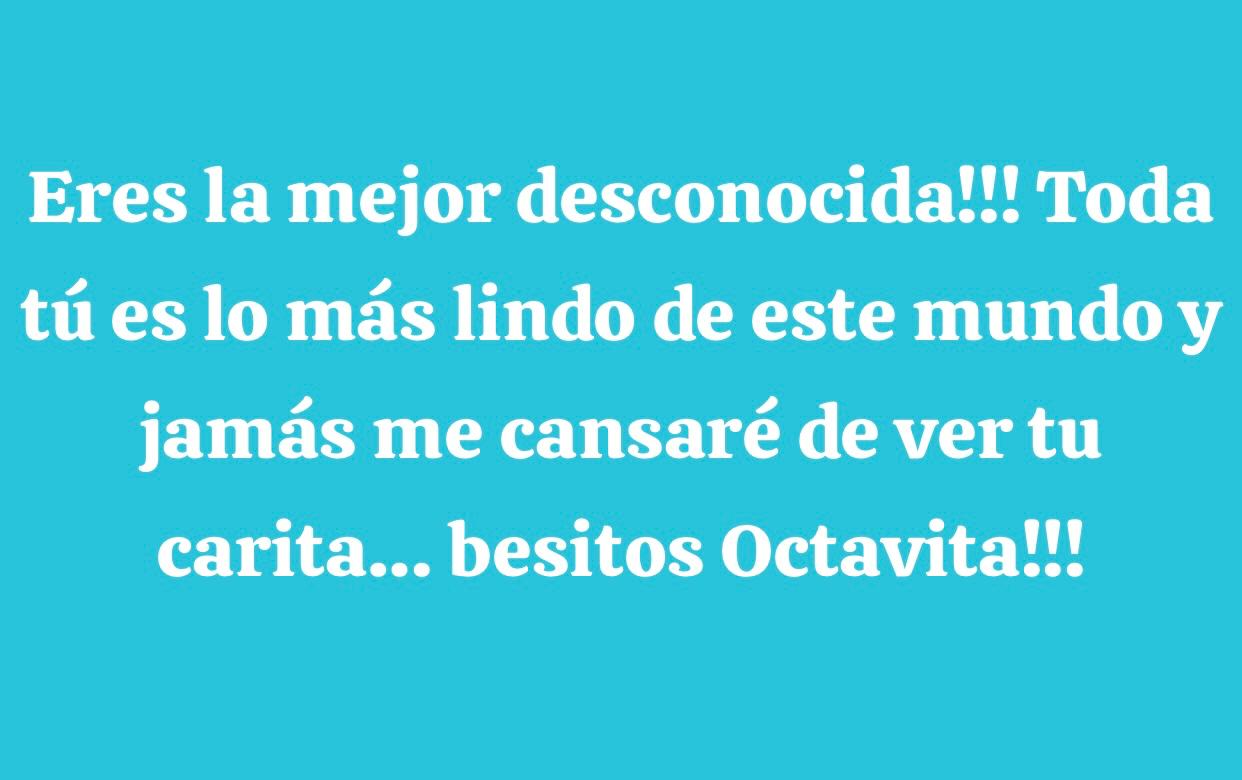 Eres la mejor desconocida!!! Toda
tú es lo más lindo de este mundo y
jamás me cansaré de ver tu
carita... besitos Octavita!!!